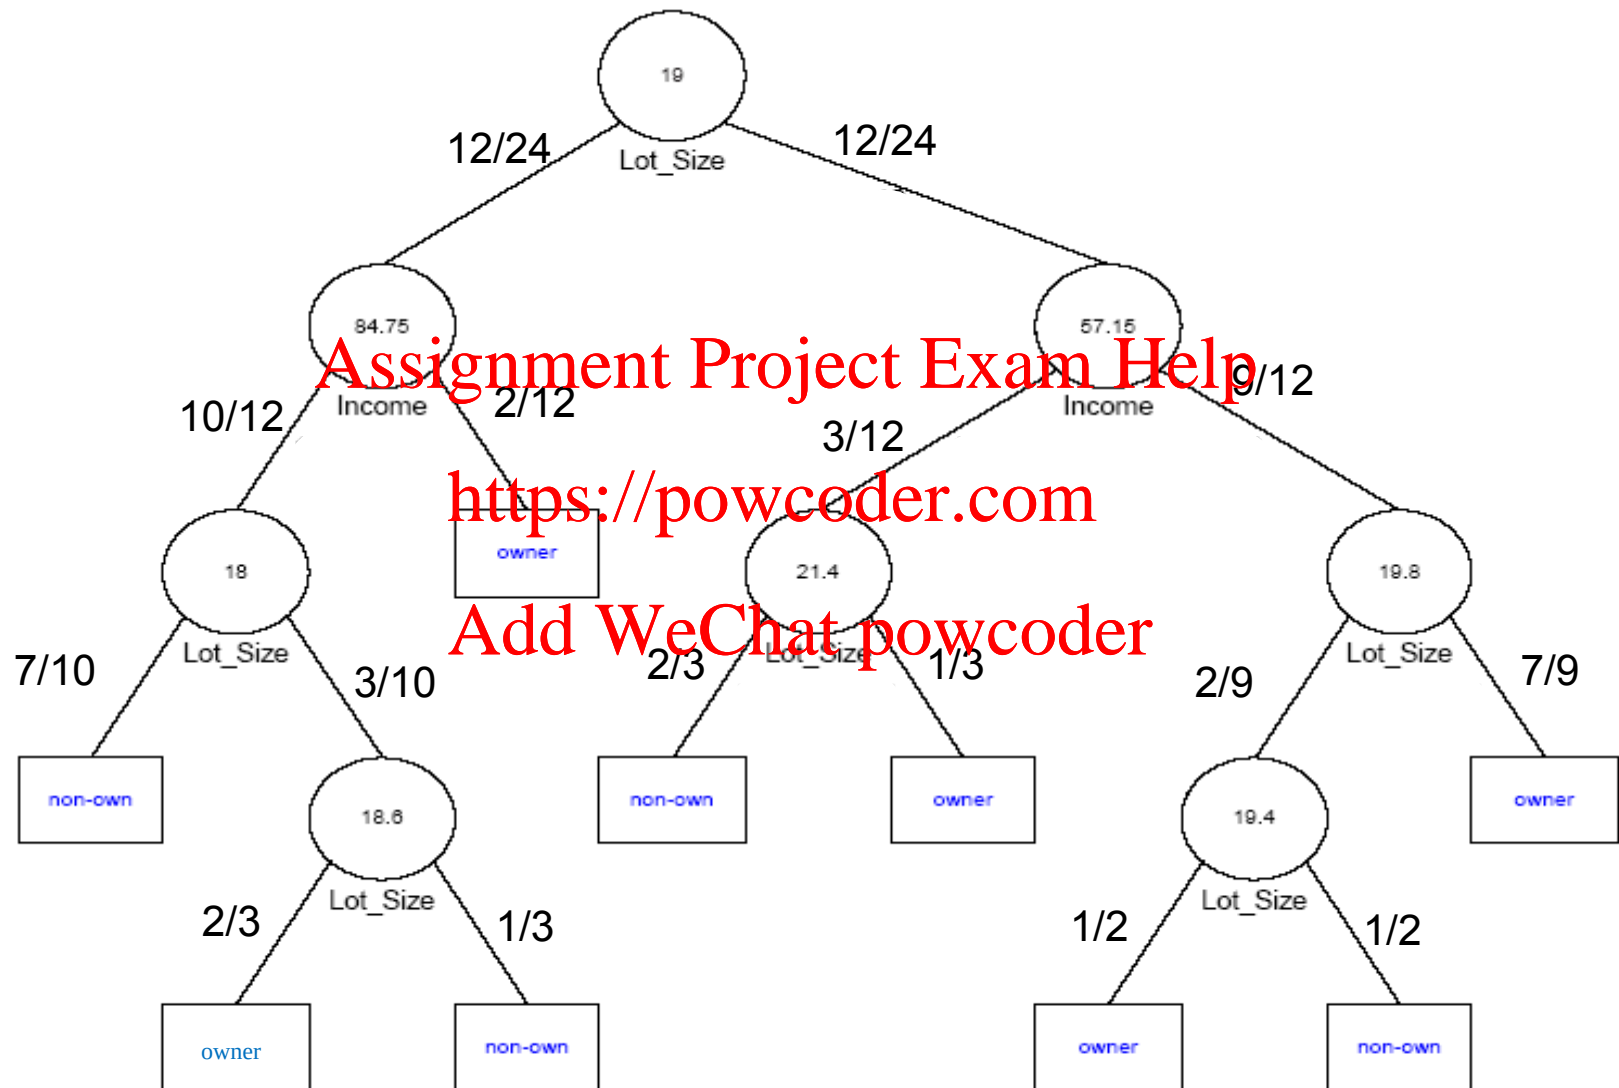 19
12/24
12/24
Lot_Size
84.75
57.15
Assignment Project Exam Help
10/12
Income
2/12
3/12
Income
9/12
https://powcoder.com
18
owner
21.4
19.8
Add WeChat powcoder
7/10
Lot_Size
3/10
2/3
Lot_Size
1/3
2/9
Lot_Size
7/9
non-own
18.6
non-own
owner
19.4
owner
2/3
Lot_Size
1/3
1/2
Lot_Size
1/2
owner
non-own
owner
non-own